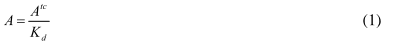 A = A^{tc} / K_d (1)